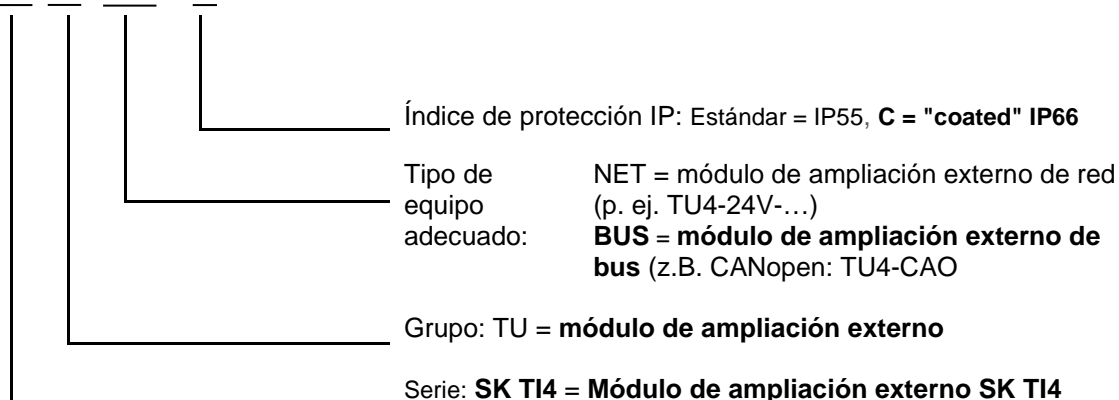 Índice de protección IP: Estándar = IP55, C = "coated" IP66
Tipo de equipo adecuado:
NET = módulo de ampliación externo de red
(p. ej. TU4-24V-…)
BUS = módulo de ampliación externo de
bus (z.B. CANopen: TU4-CAO
Grupo: TU = módulo de ampliación externo
Serie: SK TI4 = Módulo de ampliación externo SK TI4